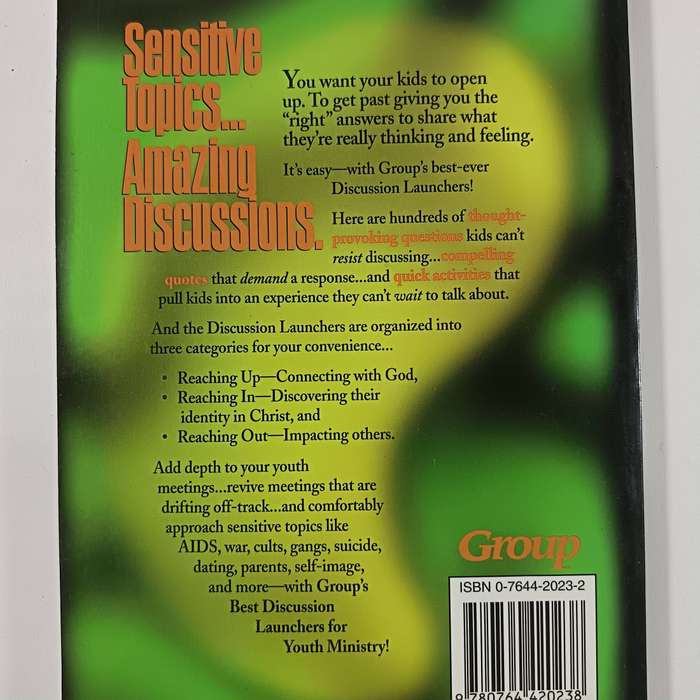 Sensitive
Topics...
Amazing
Discussions.
You want your kids to open
up. To get past giving you the
“right” answers to share what
they’re really thinking and feeling.
It’s easy—with Group’s best-ever
Discussion Launchers!
Here are hundreds of thought-
provoking questions kids can’t
resist discussing...compelling
quotes that demand a response...and quick activities that
pull kids into an experience they can’t wait to talk about.
And the Discussion Launchers are organized into
three categories for your convenience...
• Reaching Up—Connecting with God,
• Reaching In—Discovering their
identity in Christ, and
• Reaching Out—Impacting others.
Add depth to your youth
meetings...revive meetings that are
drifting off-track...and comfortably
approach sensitive topics like
AIDS, war, cults, gangs, suicide,
dating, parents, self-image,
and more—with Group’s
Best Discussion
Launchers for
Youth Ministry!
Group
ISBN 0-7644-2023-2
9 780764 420238